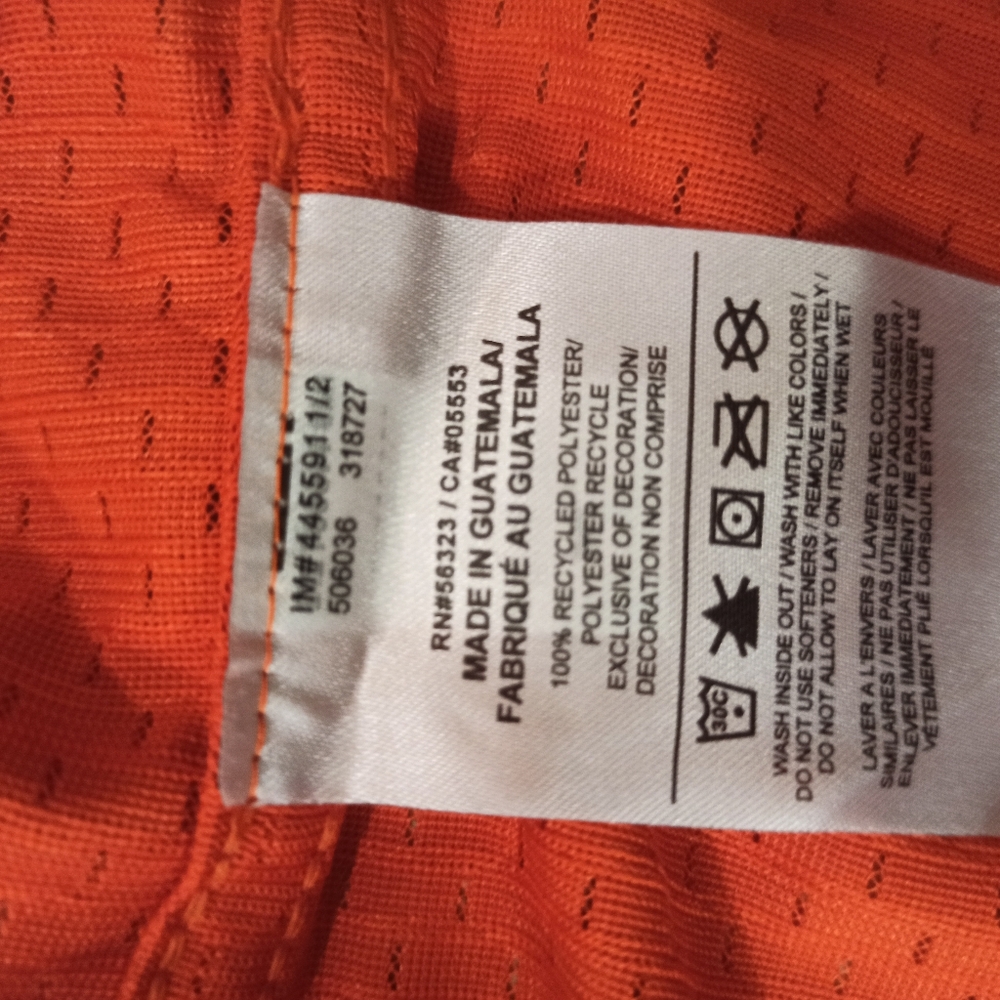 IM#4455911/2
506036 318727
RN#56323 / CA#05553
MADE IN GUATEMALA/
FABRIQUÉ AU GUATEMALA
100% RECYCLED POLYESTER/
POLYESTER RECYCLE
EXCLUSIVE OF DECORATION/
DECORATION NON COMPRISE
30C
WASH INSIDE OUT / WASH WITH LIKE COLORS /
DO NOT USE SOFTENERS / REMOVE IMMEDIATELY /
DO NOT ALLOW TO LAY ON ITSELF WHEN WET
LAVER A L'ENVERS / LAVER AVEC COULEURS
SIMILAIRES / NE PAS UTILISER D'ADOUCISSEUR /
ENLEVER IMMEDIATEMENT / NE PAS LAISSER LE
VÊTEMENT PLIÉ LORSQU'IL EST MOUILLÉ